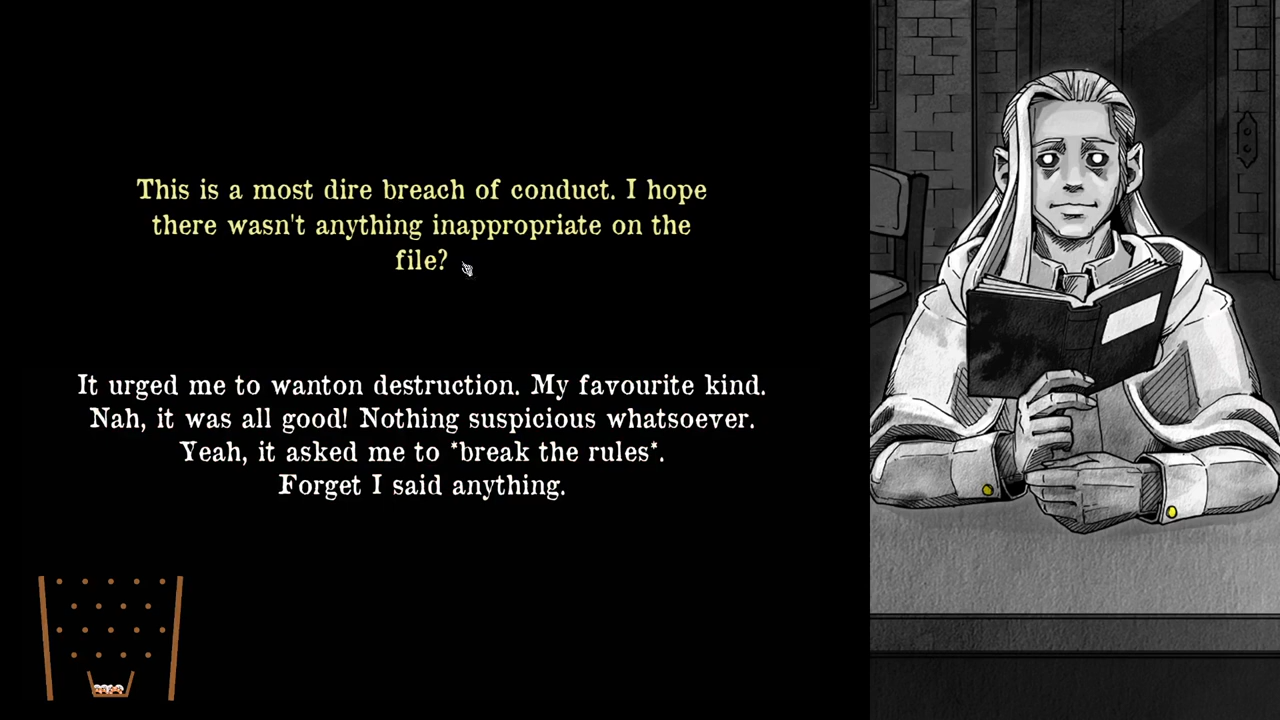 This is a most dire breach of conduct. I hope
there wasn't anything inappropriate on the
file?
It urged me to wanton destruction. My favourite kind.
Nah, it was all good! Nothing suspicious whatsoever.
Yeah, it asked me to *break the rules*.
Forget I said anything.